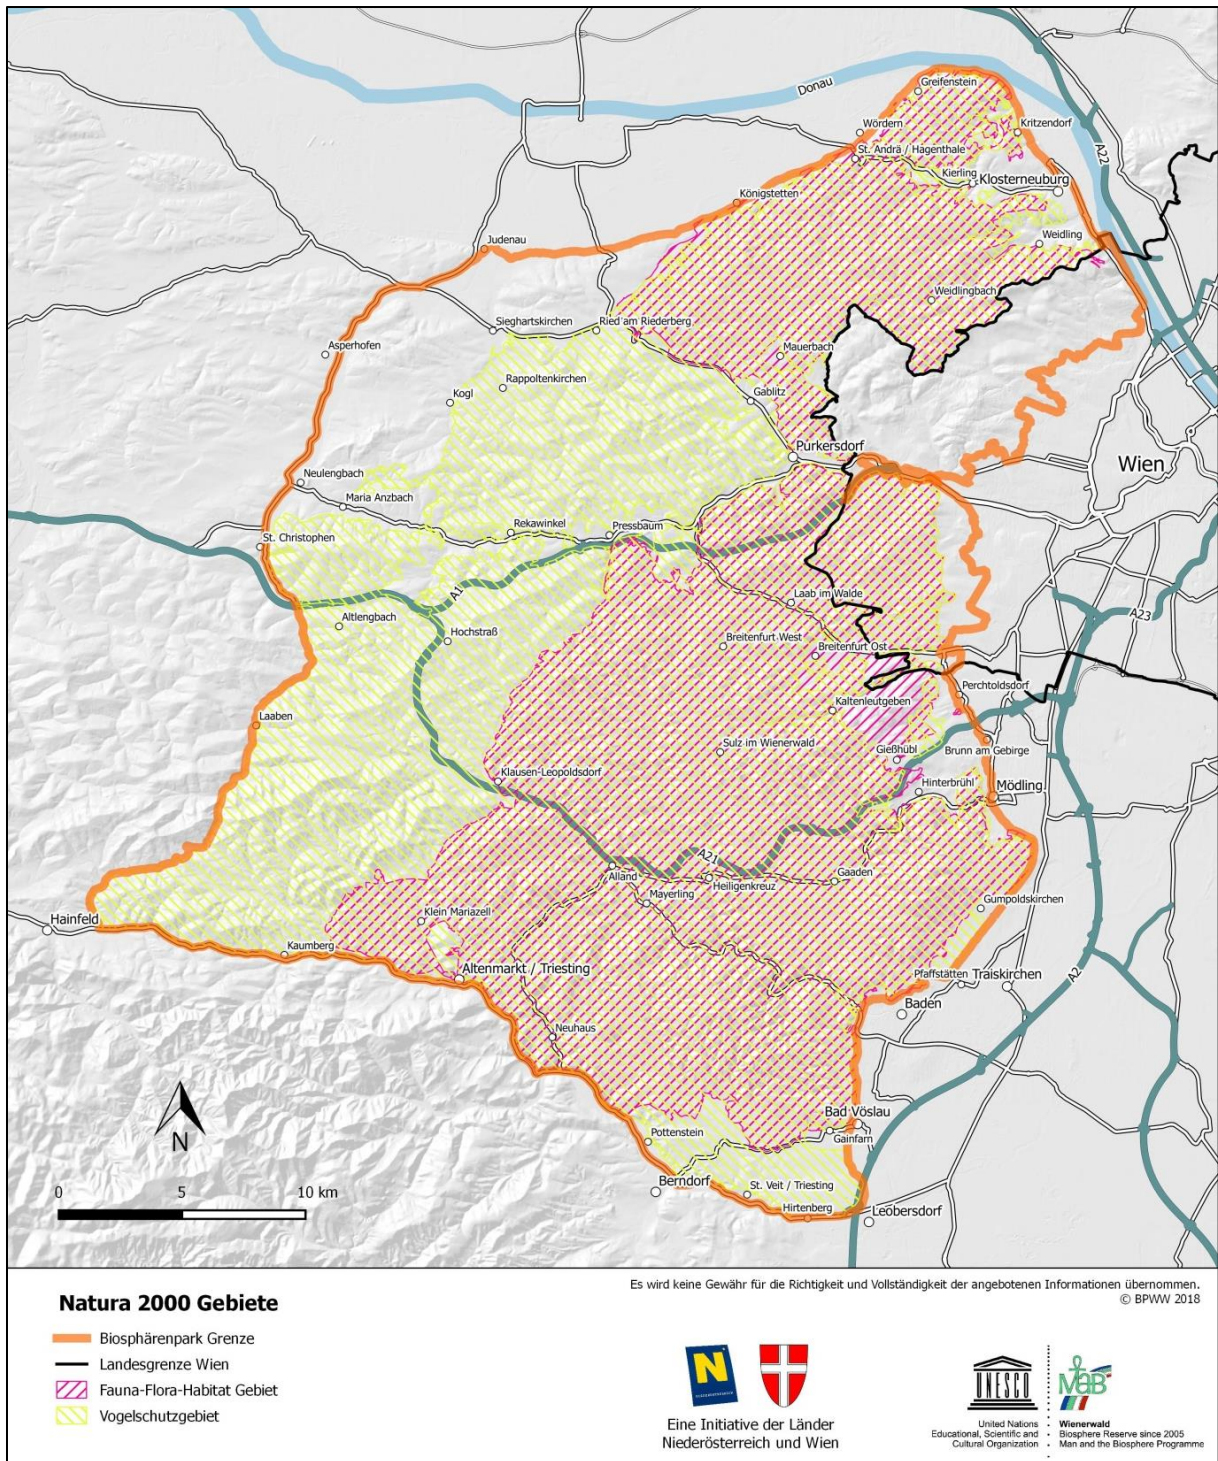 Donau
Greifenstein
A22
Wördern
Kritzendorf
St. Andrä / Hagenthale
Kierling
Klosterneuburg
Königstetten
Weidling
Judenau
Weidlingbach
Sieghartskirchen
Ried am Riederberg
Asperhofen
Mauerbach
Rappoltenkirchen
Kogl
Gablitz
Purkersdorf
Wien
Neulengbach
Maria Anzbach
Rekawinkel
Pressbaum
St. Christophen
A1
Laab im Walde
A23
Altlengbach
Hochstraß
Breitenfurt West
Breitenfurt Ost
Perchtoldsdorf
Laaben
Kaltenleutgeben
Sulz im Wienerwald
Gießhübl
Brunn am Gebirge
Klausen-Leopoldsdorf
Hinterbrühl
Mödling
A21
Alland
Heiligenkreuz
Gaaden
Mayerling
Hainfeld
Klein Mariazell
Gumpoldskirchen
Kaumberg
Altenmarkt / Triesting
Pfaffstätten
Traiskirchen
A2
Baden
Neuhaus
N
Bad Vöslau
Pottenstein
Gainfarn
Berndorf
St. Veit / Triesting
Hirtenberg
Leobersdorf
0 5 10 km
Es wird keine Gewähr für die Richtigkeit und Vollständigkeit der angebotenen Informationen übernommen.
© BPWW 2018
Natura 2000 Gebiete
Biosphärenpark Grenze
Landesgrenze Wien
Fauna-Flora-Habitat Gebiet
Vogelschutzgebiet
N
Eine Initiative der Länder
Niederösterreich und Wien
UNESCO
United Nations
Educational, Scientific and
Cultural Organization
MaB
Wienerwald
Biosphere Reserve since 2005
Man and the Biosphere Programme